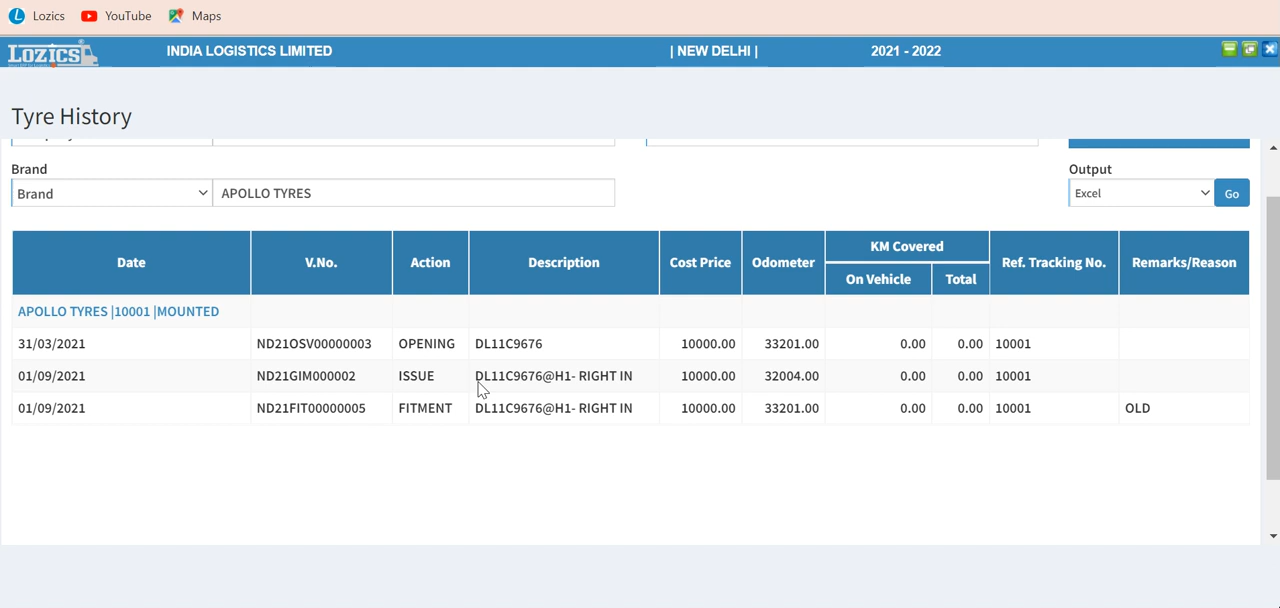 Lozics YouTube Maps
LOZICS INDIA LOGISTICS LIMITED | NEW DELHI | 2021 - 2022
Tyre History
Brand Output
Brand APOLLO TYRES Excel Go
Date V.No. Action Description Cost Price Odometer KM Covered Ref. Tracking No. Remarks/Reason
On Vehicle Total
APOLLO TYRES |10001 |MOUNTED
31/03/2021 ND21OSV00000003 OPENING DL11C9676 10000.00 33201.00 0.00 0.00 10001
01/09/2021 ND21GIM000002 ISSUE DL11C9676@H1- RIGHT IN 10000.00 32004.00 0.00 0.00 10001
01/09/2021 ND21FIT00000005 FITMENT DL11C9676@H1- RIGHT IN 10000.00 33201.00 0.00 0.00 10001 OLD